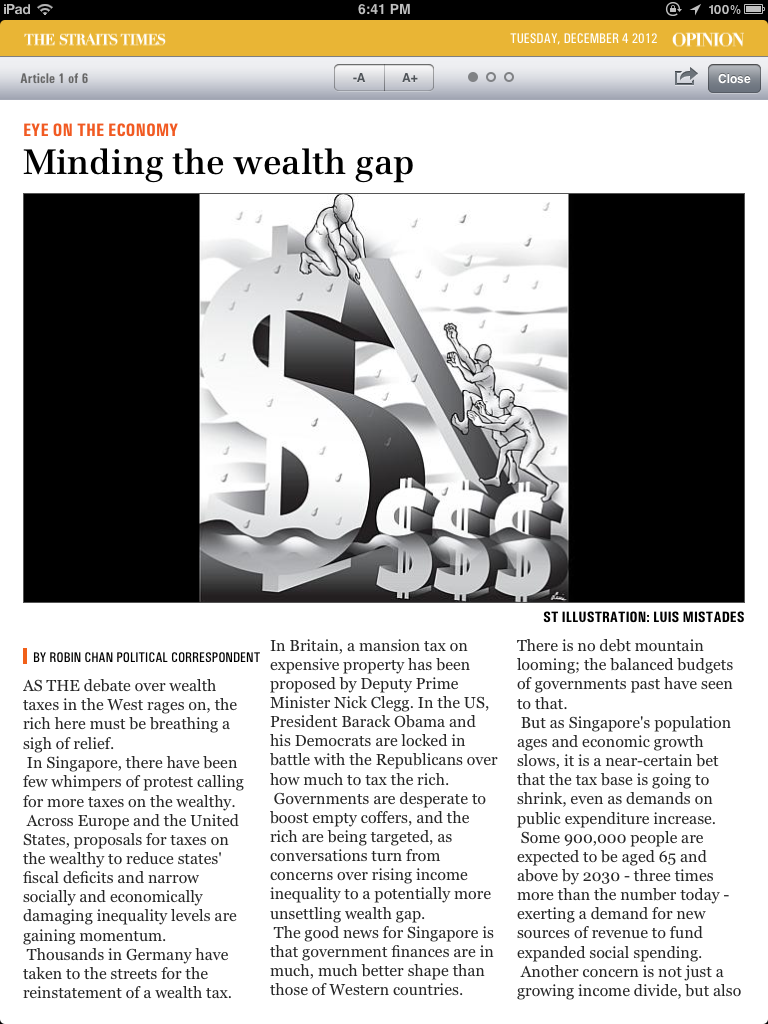 iPad
6:41 PM
100%
THE STRAITS TIMES
TUESDAY, DECEMBER 4 2012 OPINION
Article 1 of 6
-A
A+
Close
EYE ON THE ECONOMY
Minding the wealth gap
ST ILLUSTRATION: LUIS MISTADES
BY ROBIN CHAN POLITICAL CORRESPONDENT
AS THE debate over wealth
taxes in the West rages on, the
rich here must be breathing a
sigh of relief.
In Singapore, there have been
few whimpers of protest calling
for more taxes on the wealthy.
Across Europe and the United
States, proposals for taxes on
the wealthy to reduce states'
fiscal deficits and narrow
socially and economically
damaging inequality levels are
gaining momentum.
Thousands in Germany have
taken to the streets for the
reinstatement of a wealth tax.
In Britain, a mansion tax on
expensive property has been
proposed by Deputy Prime
Minister Nick Clegg. In the US,
President Barack Obama and
his Democrats are locked in
battle with the Republicans over
how much to tax the rich.
Governments are desperate to
boost empty coffers, and the
rich are being targeted, as
conversations turn from
concerns over rising income
inequality to a potentially more
unsettling wealth gap.
The good news for Singapore is
that government finances are in
much, much better shape than
those of Western countries.
There is no debt mountain
looming; the balanced budgets
of governments past have seen
to that.
But as Singapore's population
ages and economic growth
slows, it is a near-certain bet
that the tax base is going to
shrink, even as demands on
public expenditure increase.
Some 900,000 people are
expected to be aged 65 and
above by 2030 - three times
more than the number today -
exerting a demand for new
sources of revenue to fund
expanded social spending.
Another concern is not just a
growing income divide, but also